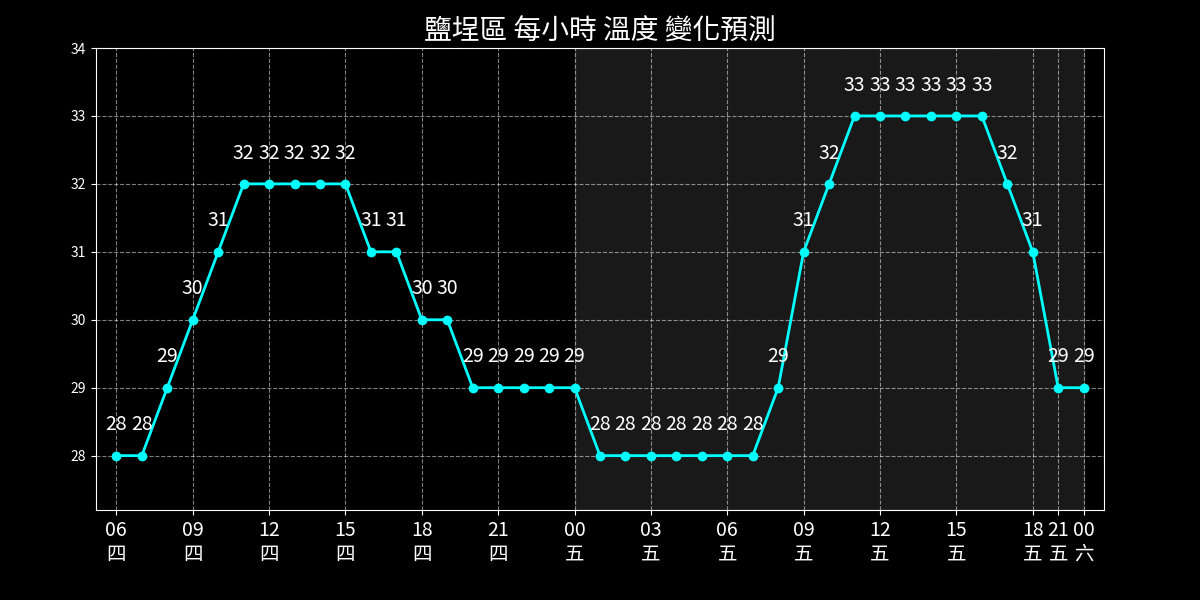 鹽埕區 每小時 溫度 變化預測
34
33 33 33 33 33 33
33
32 32 32 32 32 32 32
32
31 31 31 31 31
31
30 30 30
30
29 29 29 29 29 29 29 29 29
29
28 28 28 28 28 28 28 28 28
28
06 09 12 15 18 21 00 03 06 09 12 15 18 21 00
四 四 四 四 四 四 五 五 五 五 五 五 五 五 六